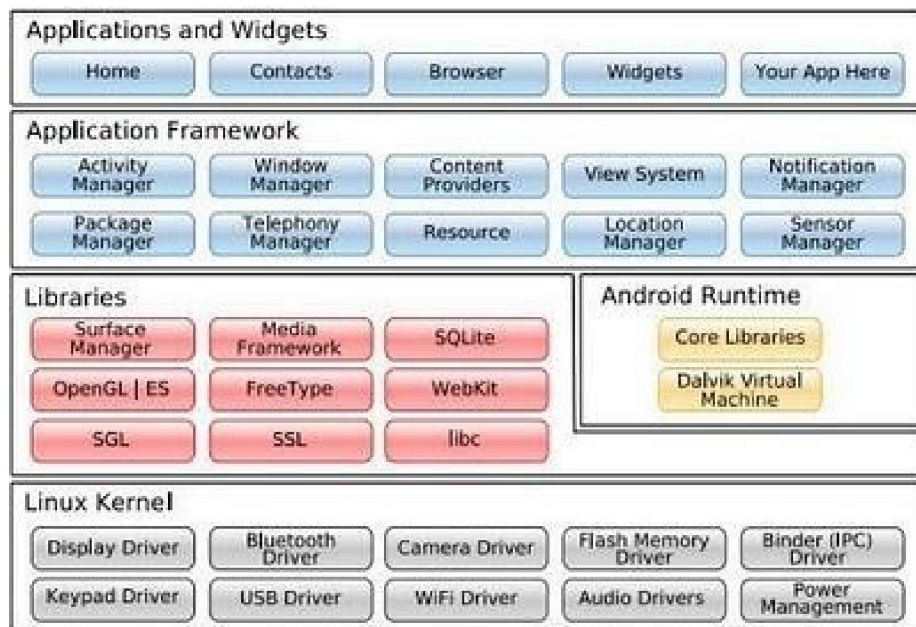 Applications and Widgets
Home
Contacts
Browser
Widgets
Your App Here
Application Framework
Activity
Manager
Window
Manager
Content
Providers
View System
Notification
Manager
Package
Manager
Telephony
Manager
Resource
Location
Manager
Sensor
Manager
Libraries
Surface
Manager
Media
Framework
SQLite
OpenGL | ES
FreeType
WebKit
SGL
SSL
libc
Android Runtime
Core Libraries
Dalvik Virtual
Machine
Linux Kernel
Display Driver
Bluetooth
Driver
Camera Driver
Flash Memory
Driver
Binder (IPC)
Driver
Keypad Driver
USB Driver
WiFi Driver
Audio Drivers
Power
Management